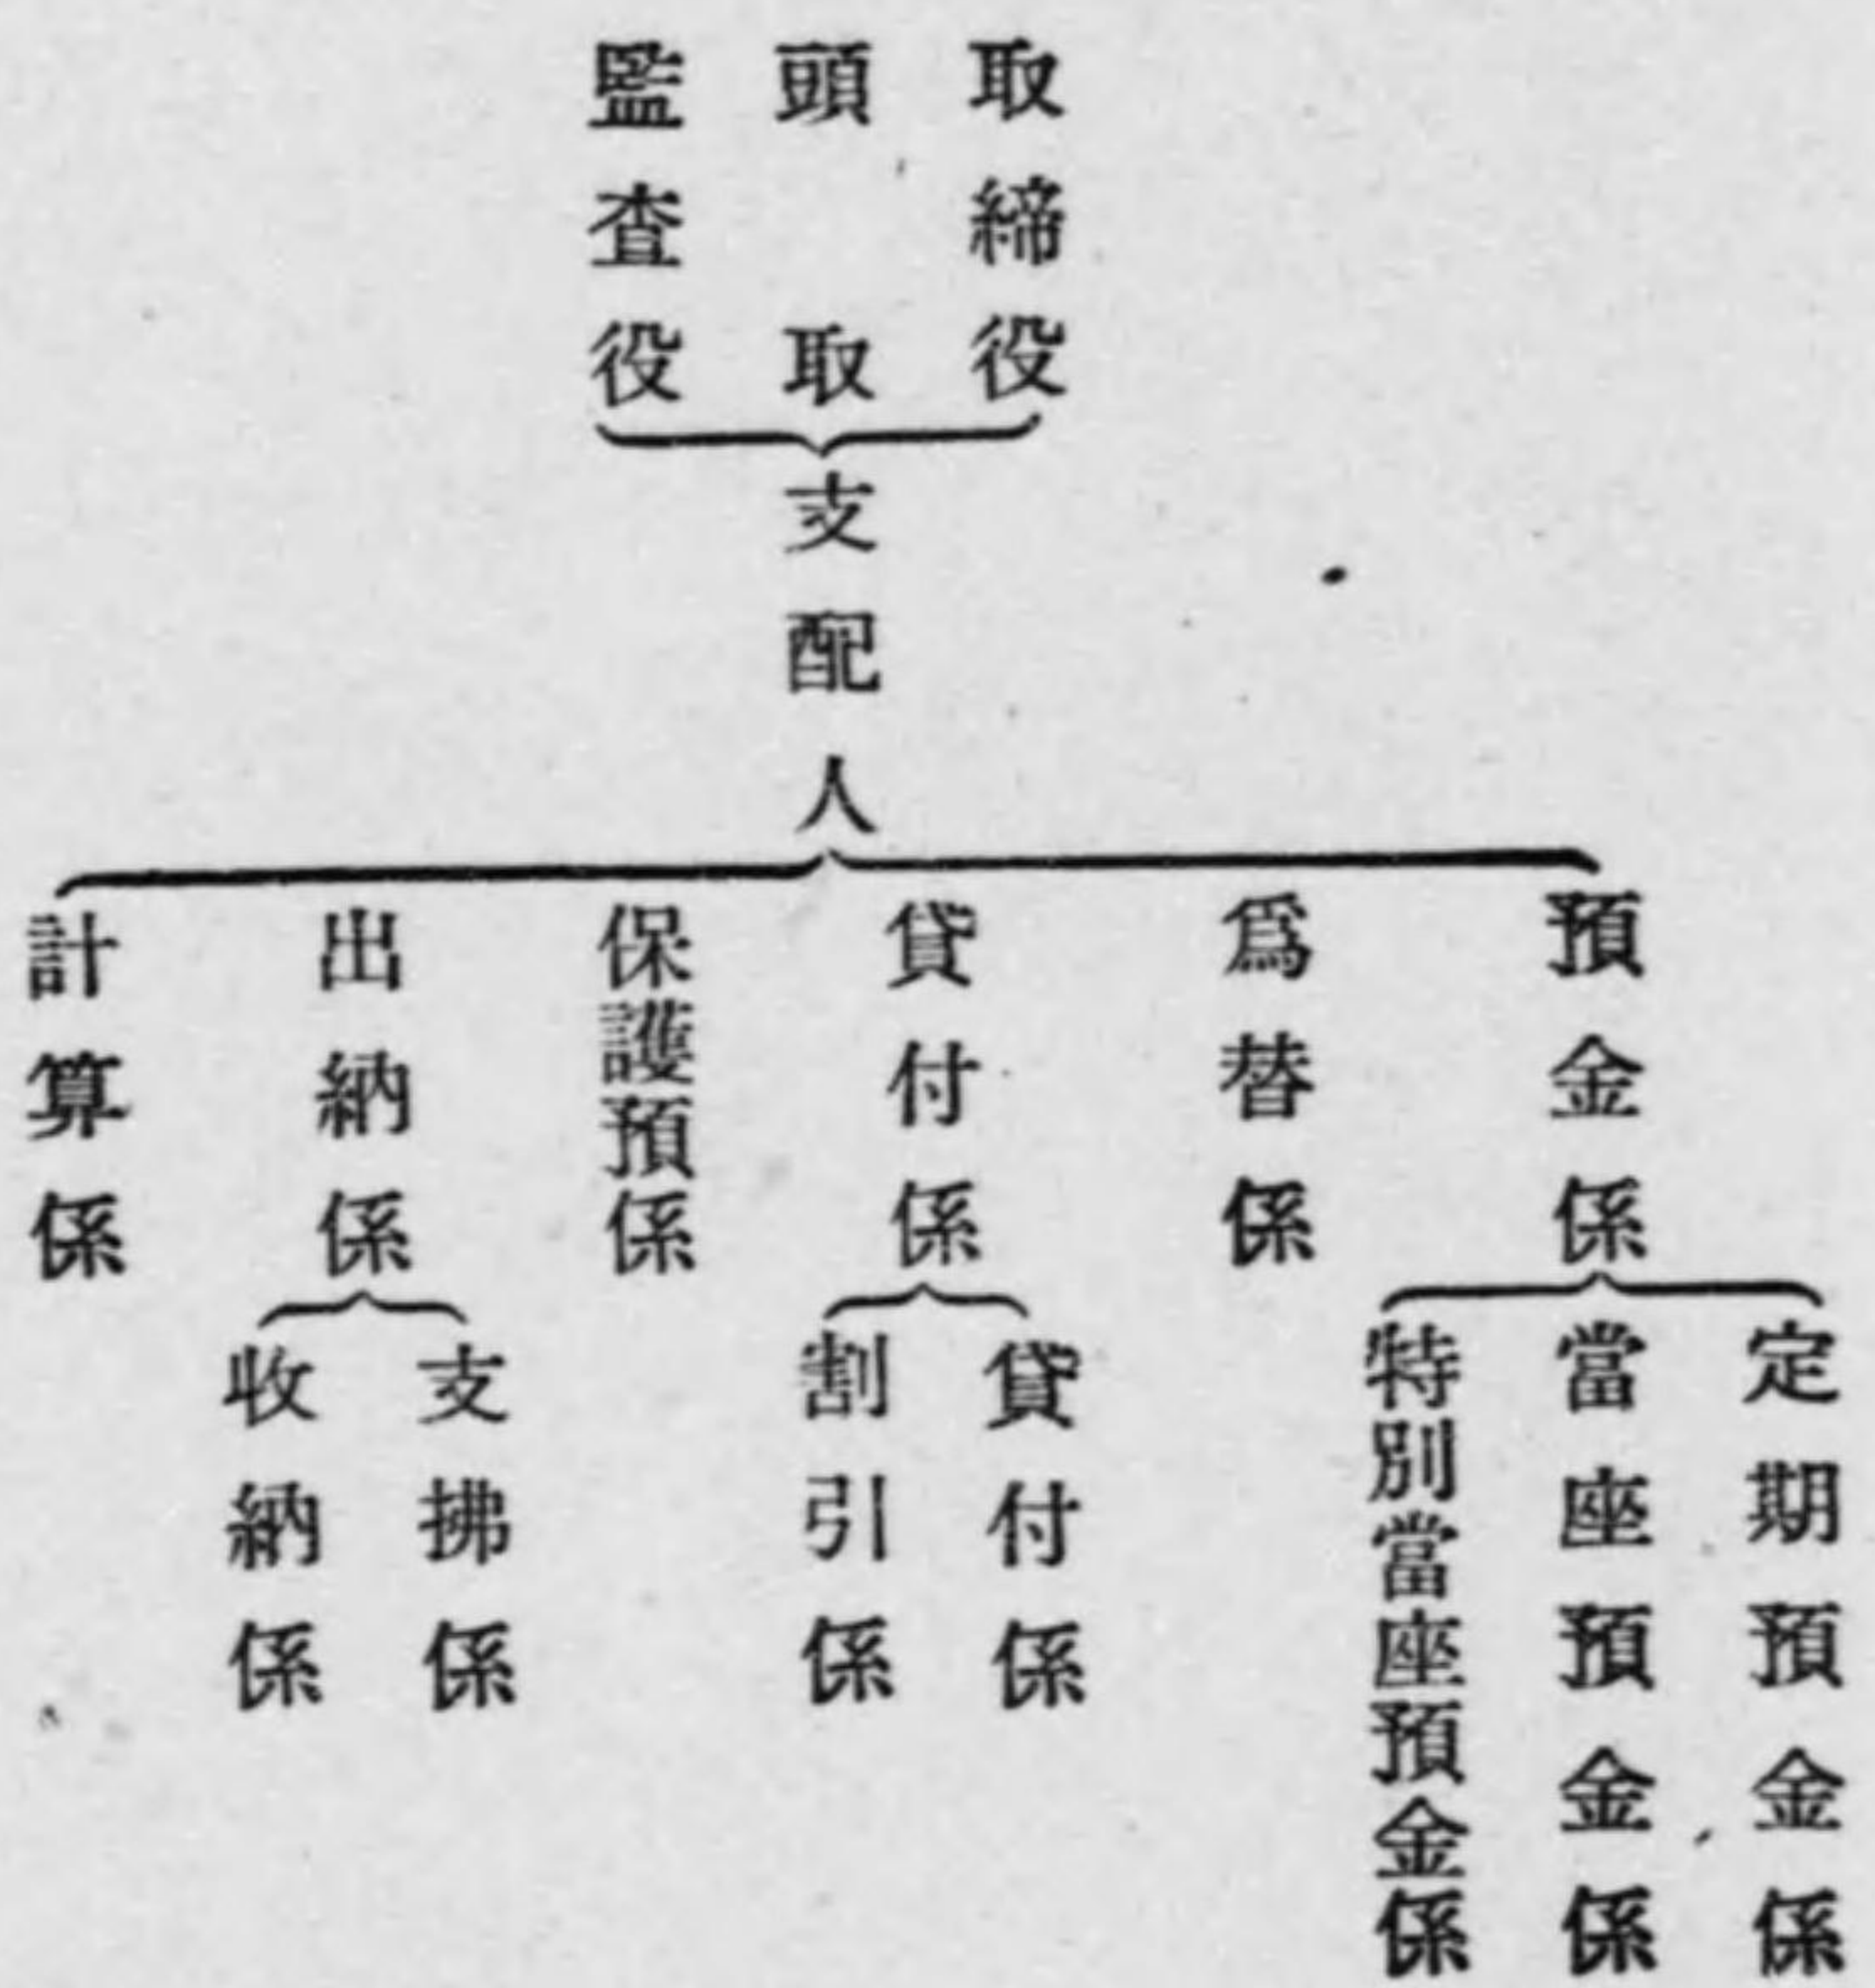 取締役
頭取
監査役
支配人
預金係
爲替係
貸付係
保護預係
出納係
計算係
定期預金係
當座預金係
特別當座預金係
貸付係
割引係
支拂係
收納係